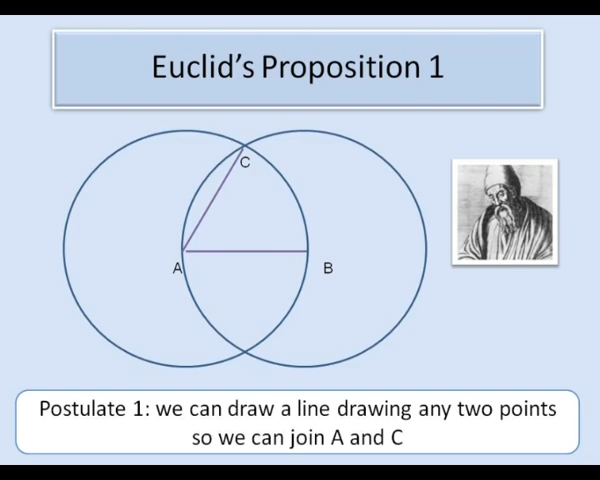 Euclid's Proposition 1
C
A
B
Postulate 1: we can draw a line drawing any two points
so we can join A and C